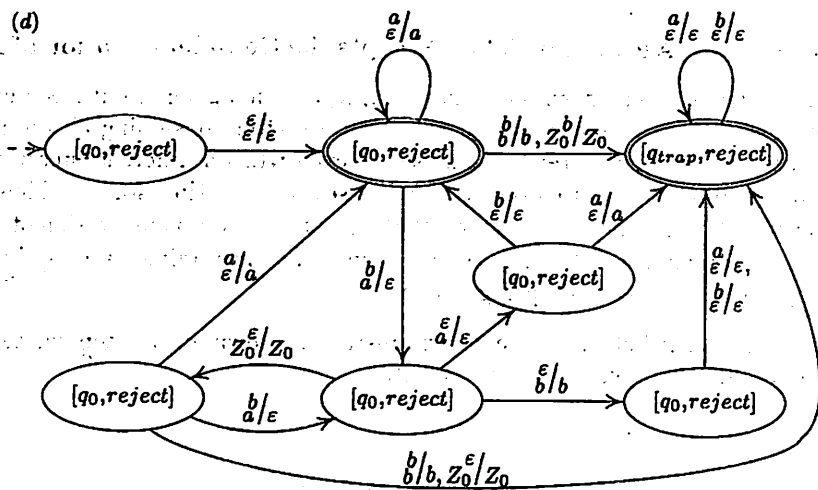 (d)
a
ε/a
a b
ε/ε ε/ε
ε
ε/ε
b b
b/b, Z₀/Z₀
[q₀,reject]
[q₀,reject]
[q_trap,reject]
b
ε/ε
a
ε/a
a
ε/a
b
a/ε
[q₀,reject]
a
ε/ε,
b
ε/ε
ε
Z₀/Z₀
ε
a/ε
[q₀,reject]
b
a/ε
[q₀,reject]
ε
b/b
[q₀,reject]
b ε
b/b, Z₀/Z₀